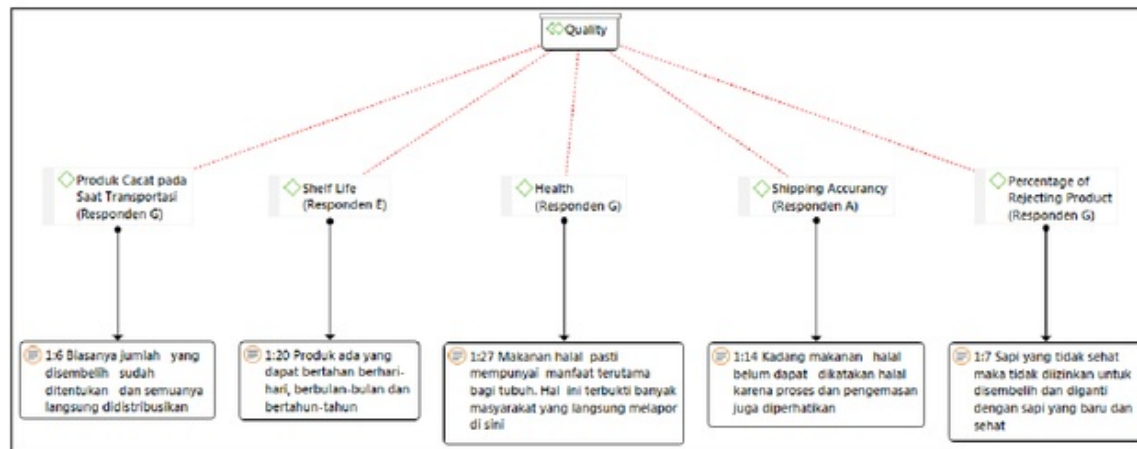 Quality
Produk Cacat pada
Saat Transportasi
(Responden G)
Shelf Life
(Responden E)
Health
(Responden G)
Shipping Accurancy
(Responden A)
Percentage of
Rejecting Product
(Responden G)
1:6 Biasanya jumlah yang
disembelih sudah
ditentukan dan semuanya
langsung didistribusikan
1:20 Produk ada yang
dapat bertahan berhari-
hari, berbulan-bulan dan
bertahun-tahun
1:27 Makanan halal pasti
mempunyai manfaat terutama
bagi tubuh. Hal ini terbukti banyak
masyarakat yang langsung melapor
di sini
1:14 Kadang makanan halal
belum dapat dikatakan halal
karena proses dan pengemasan
juga diperhatikan
1:7 Sapi yang tidak sehat
maka tidak diizinkan untuk
disembelih dan diganti
dengan sapi yang baru dan
sehat